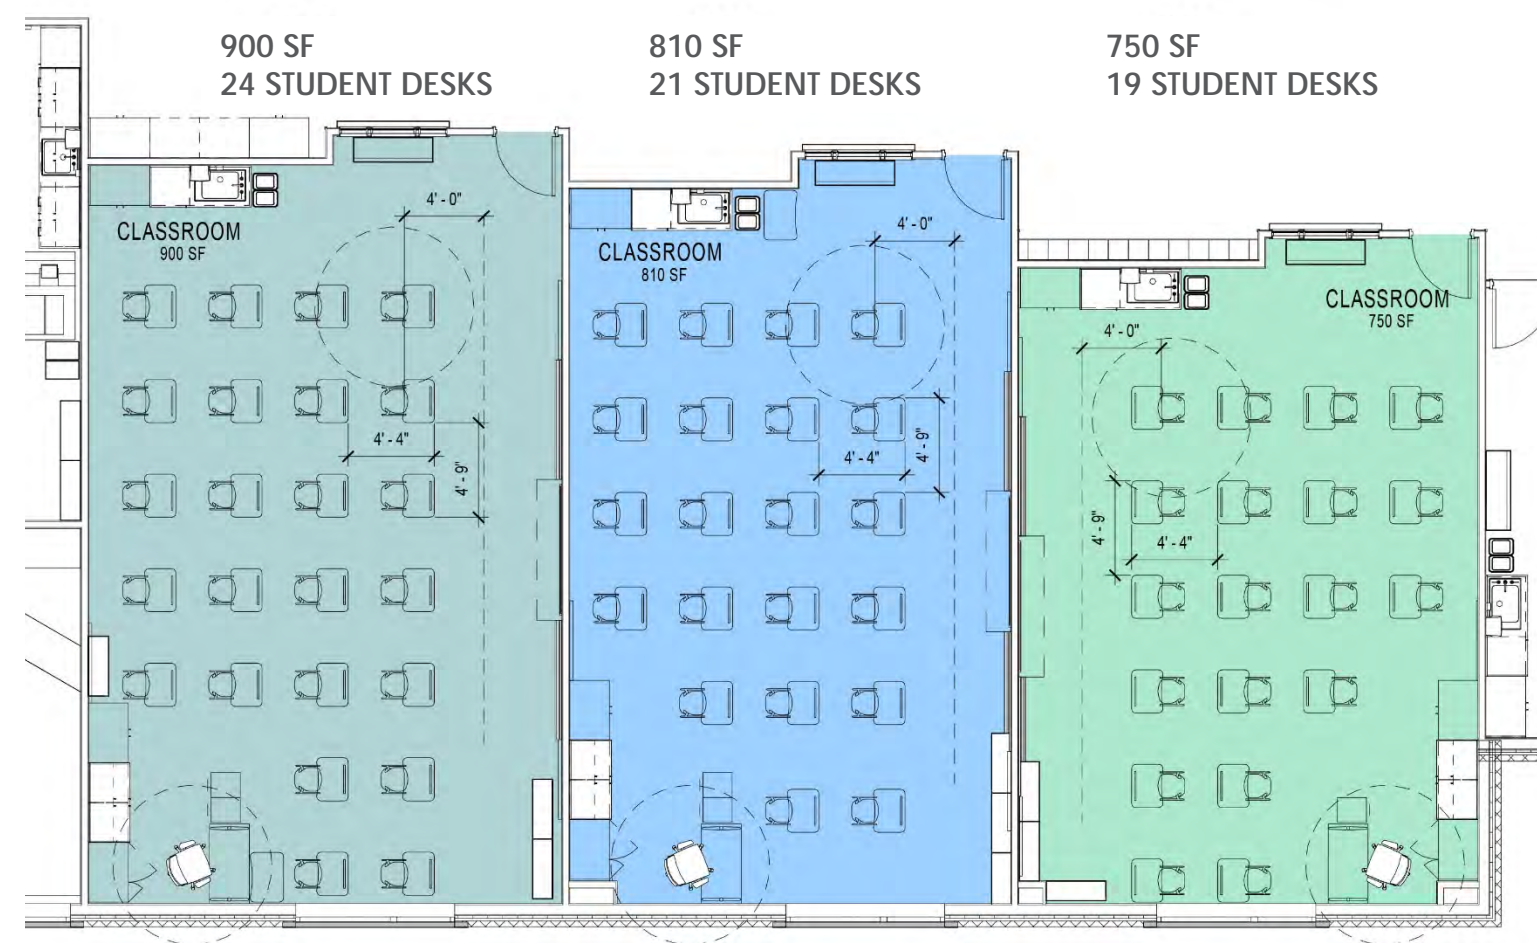 900 SF
24 STUDENT DESKS
810 SF
21 STUDENT DESKS
750 SF
19 STUDENT DESKS
CLASSROOM
900 SF
4' - 0"
4' - 4"
4' - 9"
CLASSROOM
810 SF
4' - 0"
4' - 4"
4' - 9"
CLASSROOM
750 SF
4' - 0"
4' - 9"
4' - 4"